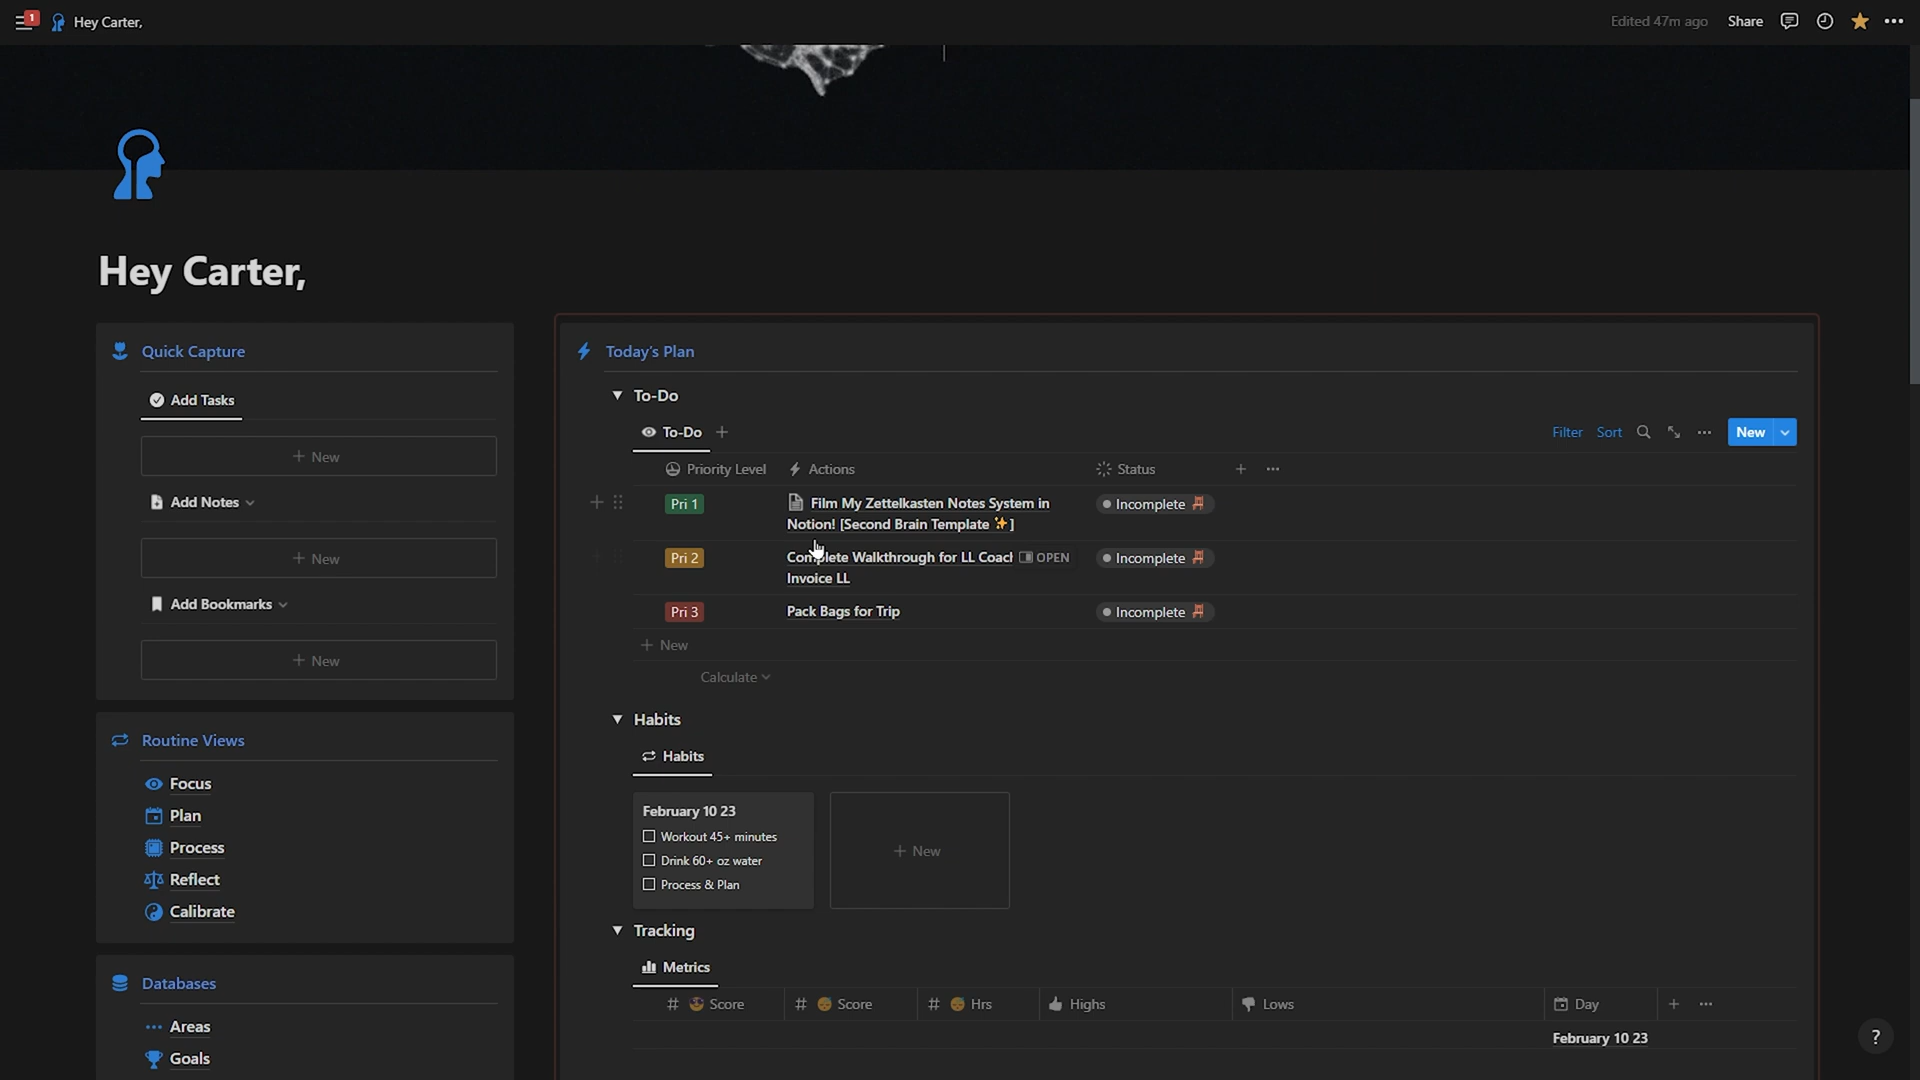 1
Hey Carter,
Edited 47m ago
Share
Hey Carter,
Quick Capture
Add Tasks
+ New
Add Notes
+ New
Add Bookmarks
+ New
Routine Views
Focus
Plan
Process
Reflect
Calibrate
Databases
Areas
Goals
Today's Plan
To-Do
To-Do +
Filter Sort
New
Priority Level Actions Status +
Pri 1 Film My Zettelkasten Notes System in Incomplete
Notion! [Second Brain Template ✨]
Pri 2 Complete Walkthrough for LL Coach OPEN Incomplete
Invoice LL
Pri 3 Pack Bags for Trip Incomplete
+ New
Calculate
Habits
Habits
February 10 23
Workout 45+ minutes
Drink 60+ oz water
Process & Plan
+ New
Tracking
Metrics
# 🤩 Score # 😴 Score # 😴 Hrs Highs Lows Day +
February 10 23
?